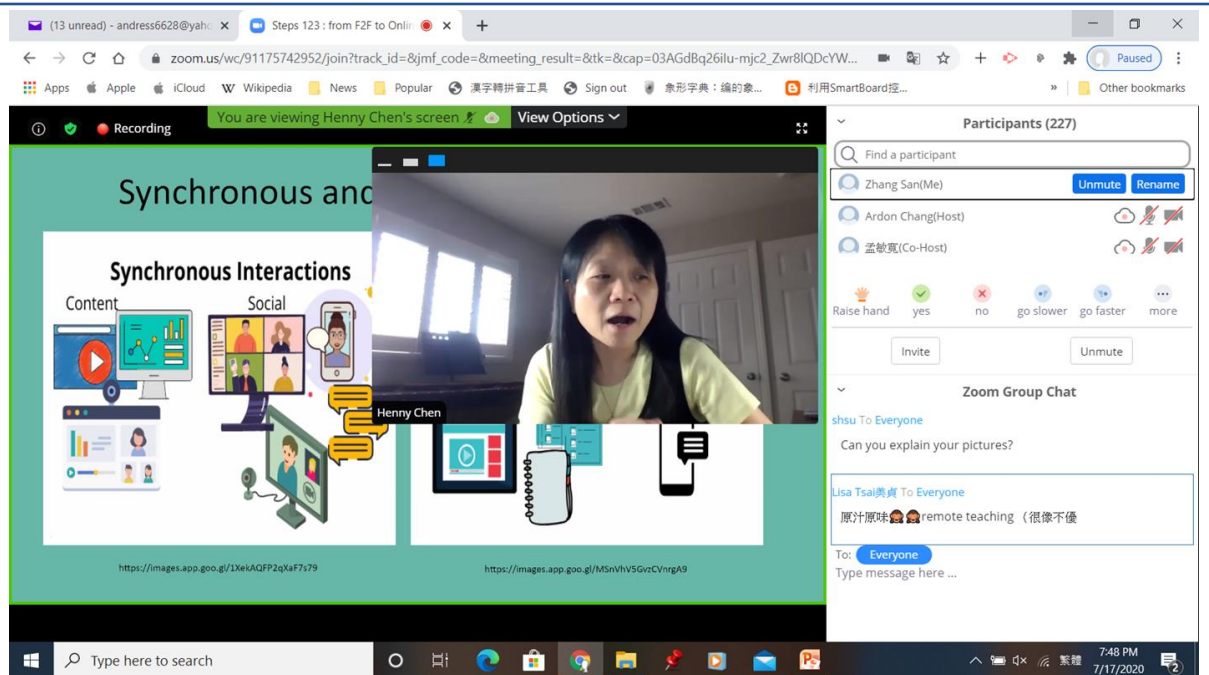 (13 unread) - andress6628@yaho
Steps 123 : from F2F to Onlin
zoom.us/wc/91175742952/join?track_id=&jmf_code=&meeting_result=&tk=&cap=03AGdBq26iIu-mjc2_Zwr8lQDcYW...
Paused
Apps
Apple
iCloud
Wikipedia
News
Popular
漢字轉拼音工具
Sign out
象形字典：编的象...
利用SmartBoard控...
Other bookmarks
Recording
You are viewing Henny Chen's screen
View Options
Synchronous and
Synchronous Interactions
Content
Social
Henny Chen
https://images.app.goo.gl/1XekAQFP2qXaF7s79
https://images.app.goo.gl/MSnVhV5GvzCVnrgA9
Participants (227)
Find a participant
Zhang San(Me)
Unmute
Rename
Ardon Chang(Host)
孟敏寬(Co-Host)
Raise hand
yes
no
go slower
go faster
more
Invite
Unmute
Zoom Group Chat
shsu To Everyone
Can you explain your pictures?
Lisa Tsai美貞 To Everyone
原汁原味🙈🙈remote teaching （很像不優
To: Everyone
Type message here ...
Type here to search
繁體
7:48 PM
7/17/2020
2